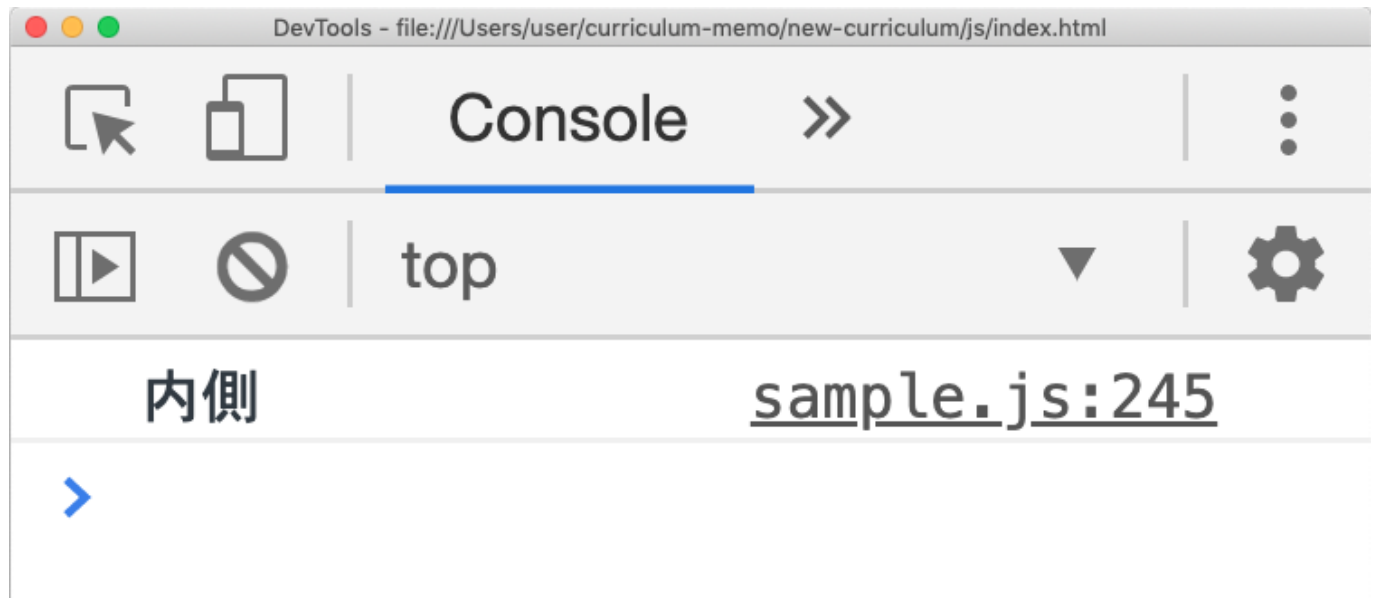 DevTools - file:///Users/user/curriculum-memo/new-curriculum/js/index.html
Console
top
内側 sample.js:245